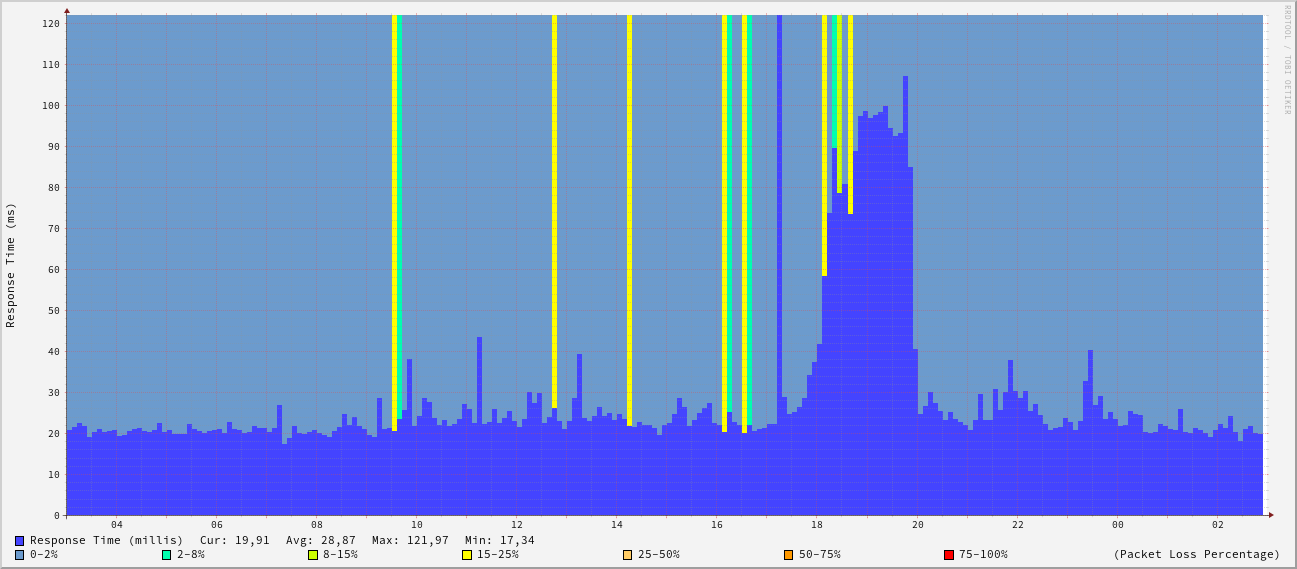 RRDTOOL / TOBI OETIKER
Response Time (ms)
120
110
100
90
80
70
60
50
40
30
20
10
0
04 06 08 10 12 14 16 18 20 22 00 02
Response Time (millis) Cur: 19,91 Avg: 28,87 Max: 121,97 Min: 17,34
0-2% 2-8% 8-15% 15-25% 25-50% 50-75% 75-100% (Packet Loss Percentage)